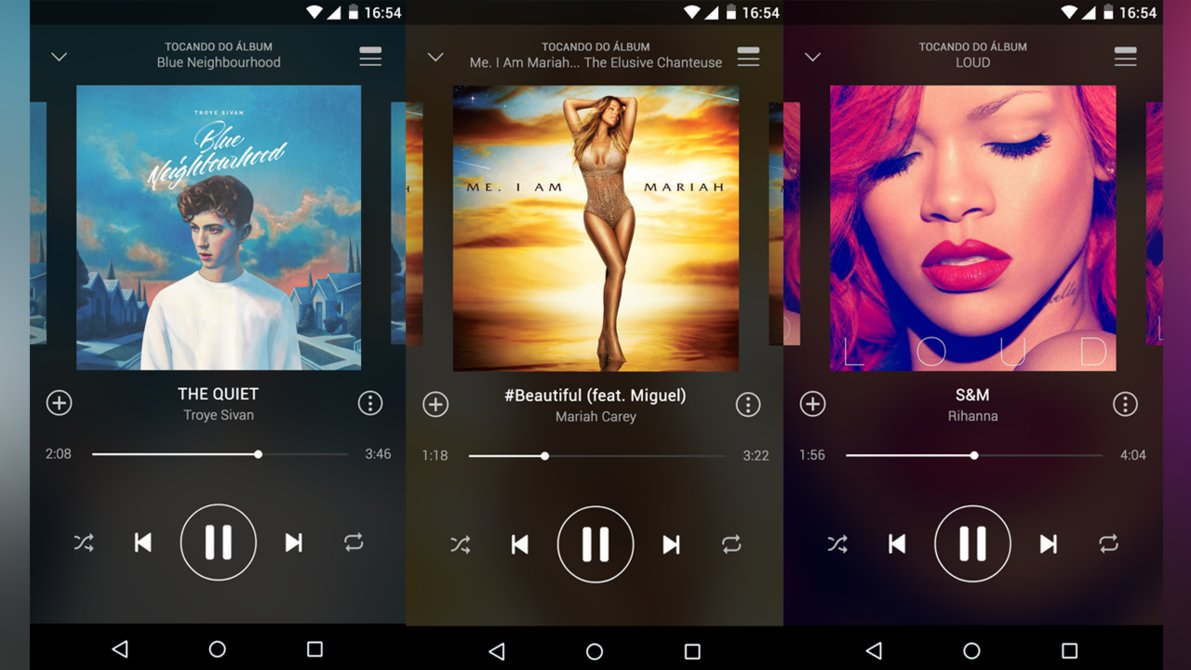 16:54
TOCANDO DO ÁLBUM
Blue Neighbourhood
TROYE SIVAN
Blue
Neighbourhood
THE QUIET
Troye Sivan
2:08
3:46
16:54
TOCANDO DO ÁLBUM
Me. I Am Mariah... The Elusive Chanteuse
ME. I AM MARIAH
#Beautiful (feat. Miguel)
Mariah Carey
1:18
3:22
16:54
TOCANDO DO ÁLBUM
LOUD
LOUD
S&M
Rihanna
1:56
4:04